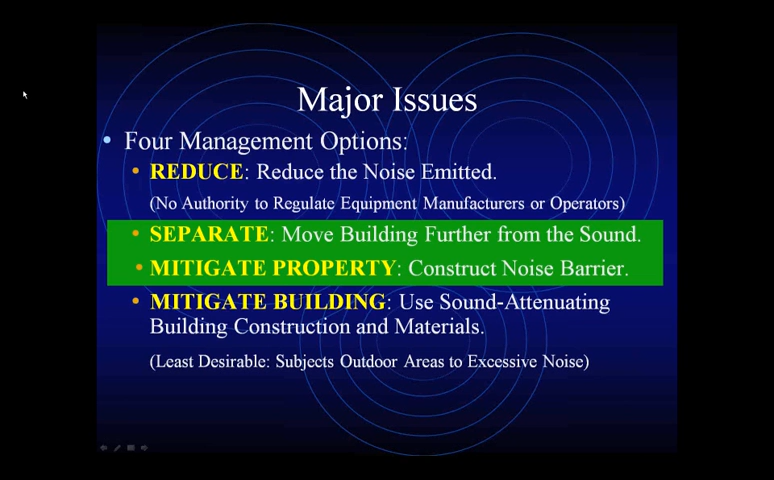 Major Issues
• Four Management Options:
• REDUCE: Reduce the Noise Emitted.
(No Authority to Regulate Equipment Manufacturers or Operators)
• SEPARATE: Move Building Further from the Sound.
• MITIGATE PROPERTY: Construct Noise Barrier.
• MITIGATE BUILDING: Use Sound-Attenuating
Building Construction and Materials.
(Least Desirable: Subjects Outdoor Areas to Excessive Noise)